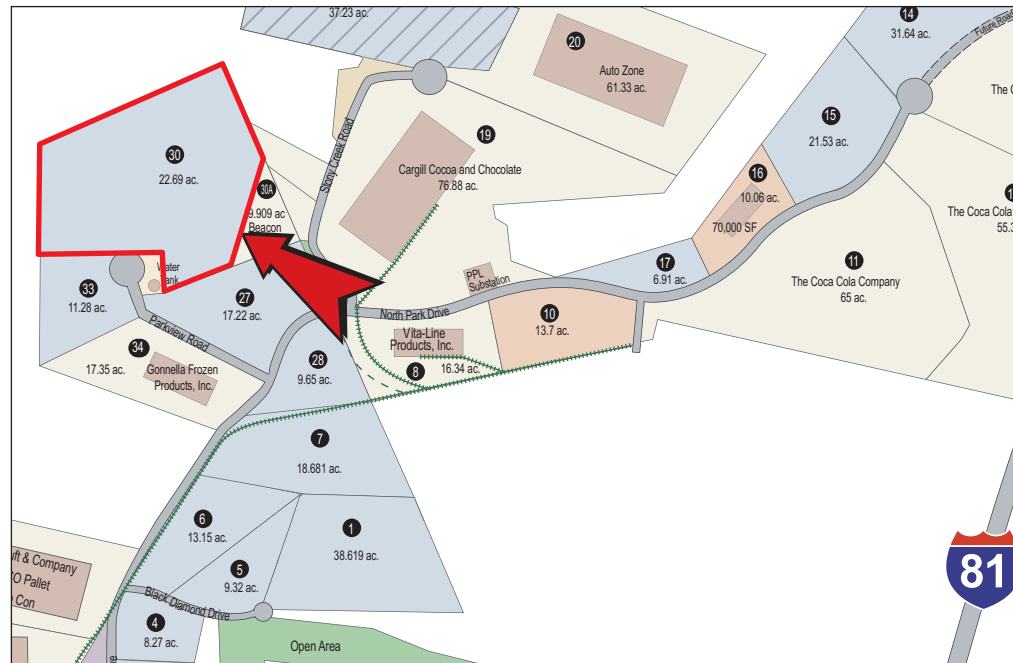 37.23 ac.
14
31.64 ac.
Future Road
20
Auto Zone
61.33 ac.
The
15
21.53 ac.
19
Cargill Cocoa and Chocolate
76.88 ac.
Stony Creek Road
30
22.69 ac.
30A
9.909 ac
Beacon
16
10.06 ac.
70,000 SF
The Coca Cola
55.3
11
The Coca Cola Company
65 ac.
17
6.91 ac.
PPL
Substation
Water
33
11.28 ac.
27
17.22 ac.
North Park Drive
10
13.7 ac.
Vita-Line
Products, Inc.
8
16.34 ac.
Parkview Road
34
17.35 ac.
Gonnella Frozen
Products, Inc.
28
9.65 ac.
7
18.681 ac.
6
13.15 ac.
1
38.619 ac.
5
9.32 ac.
& Company
Pallet
Con
Black Diamond Drive
4
8.27 ac.
Open Area
81